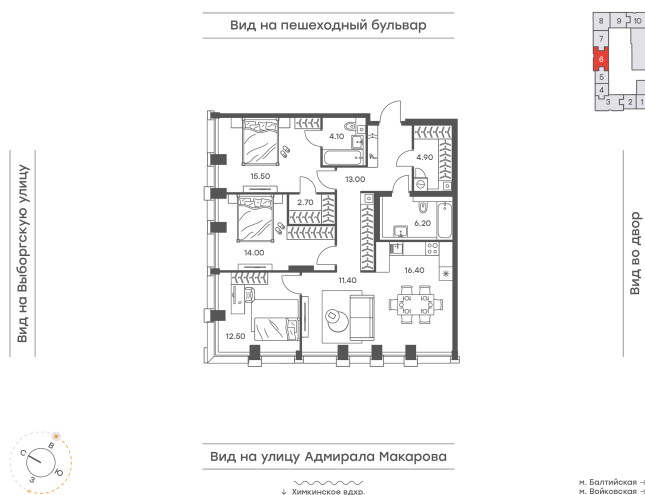 Вид на пешеходный бульвар
8 9 10
7
6
5
4
3 2 1
4.10
4.90
15.50
13.00
2.70
6.20
14.00
16.40
11.40
12.50
Вид на Выборгскую улицу
Вид во двор
Вид на улицу Адмирала Макарова
С В
З Ю
↓ Химкинское вдхр.
м. Балтийская →
м. Войковская →